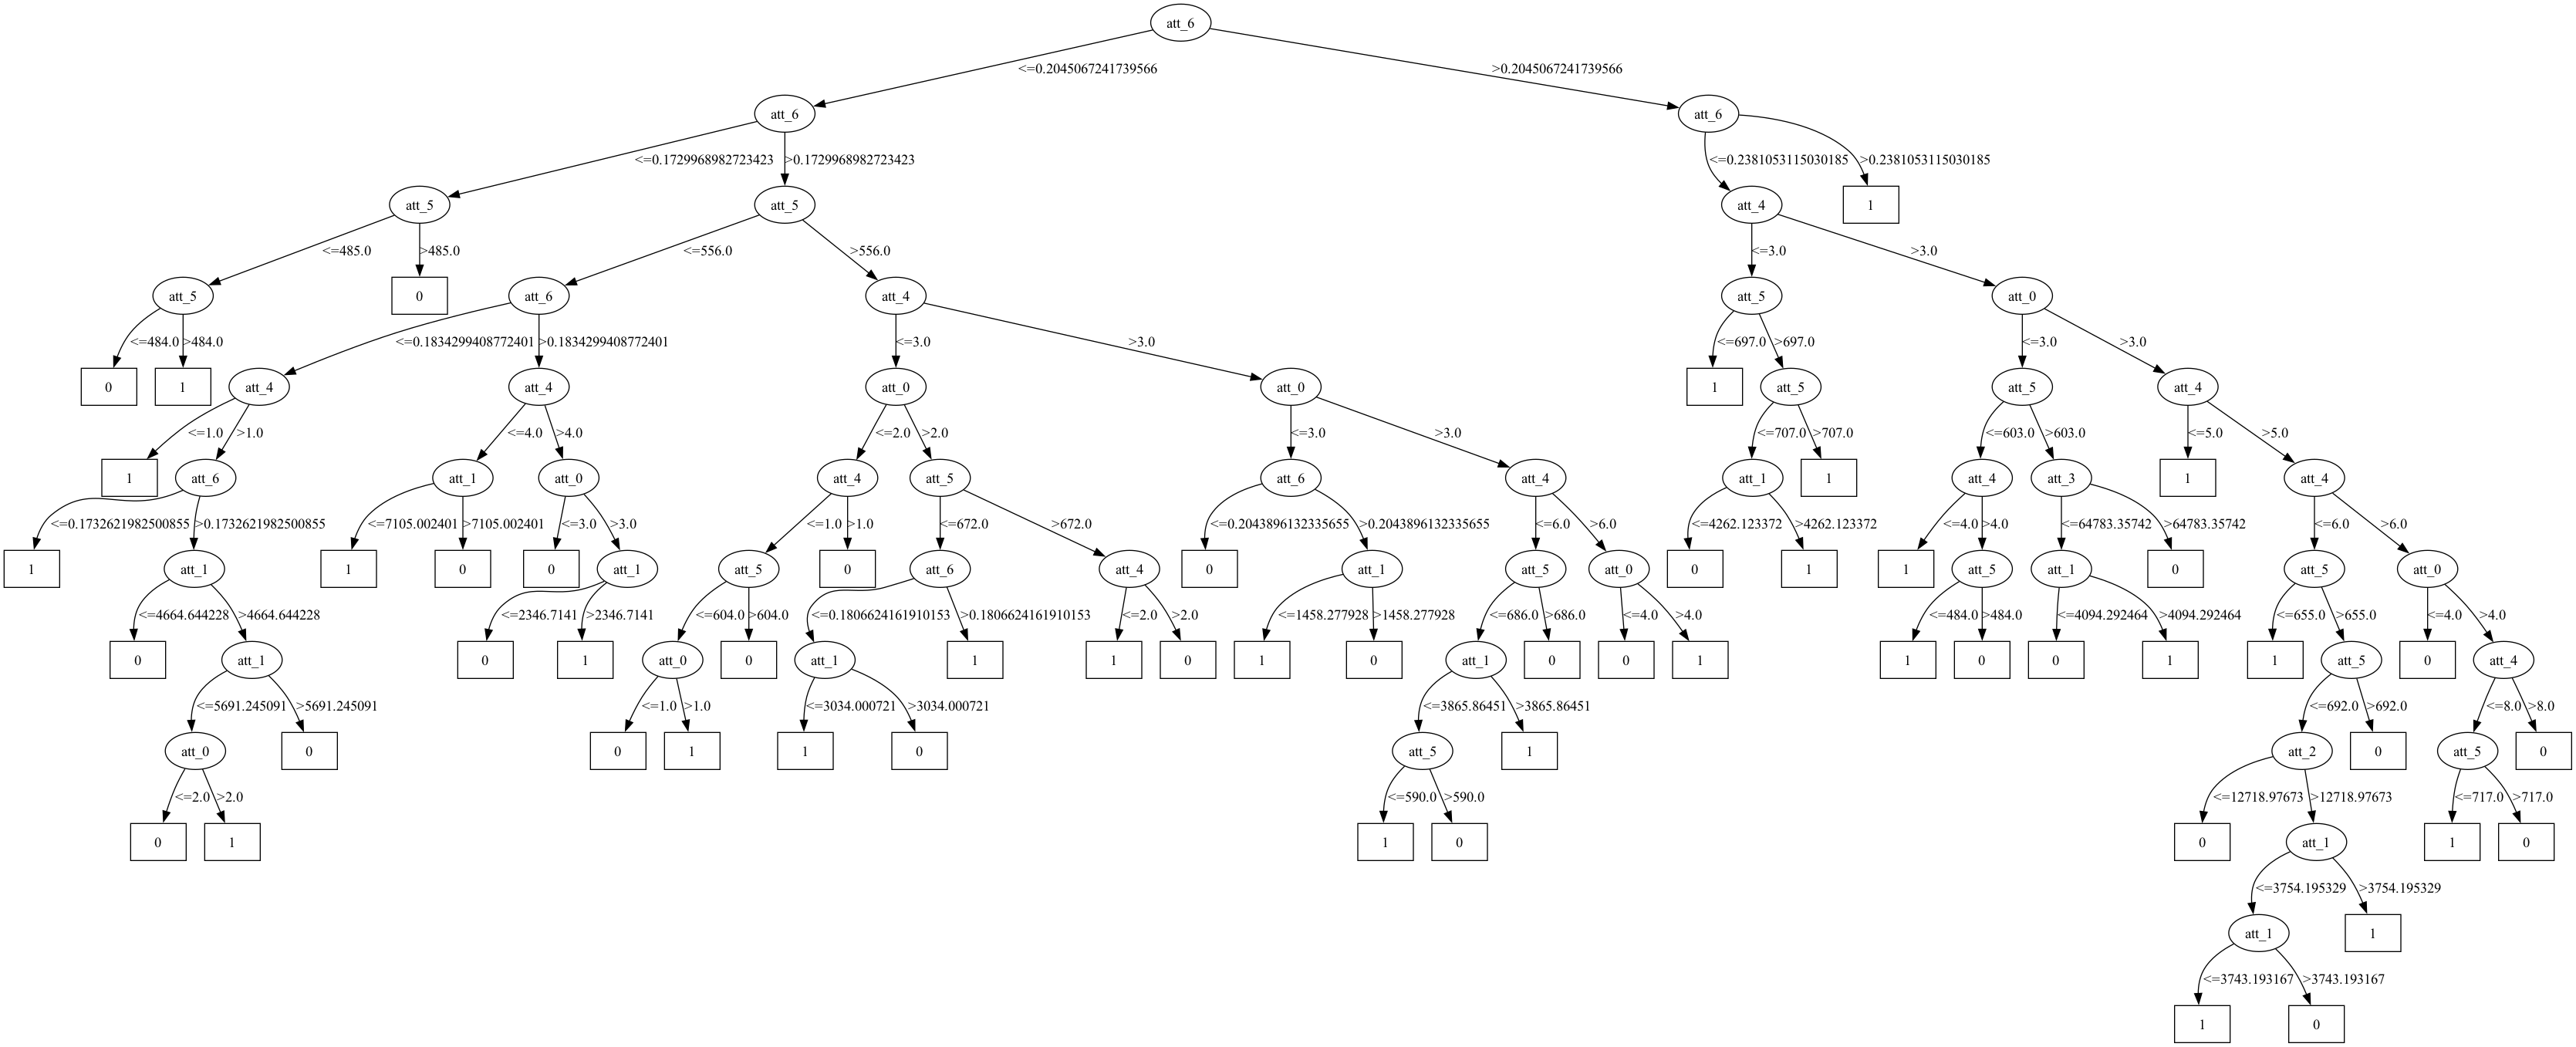 att_6
<=0.2045067241739566 >0.2045067241739566
att_6 att_6
<=0.1729968982723423 >0.1729968982723423 <=0.2381053115030185 >0.2381053115030185
att_5 att_5 att_4 1
<=485.0 >485.0 <=556.0 >556.0 <=3.0 >3.0
att_5 0 att_6 att_4 att_5 att_0
<=484.0 >484.0 <=0.1834299408772401 >0.1834299408772401 <=3.0 >3.0 <=697.0 >697.0 <=3.0 >3.0
0 1 att_4 att_4 att_0 att_0 1 att_5 att_5 att_4
<=1.0 >1.0 <=4.0 >4.0 <=2.0 >2.0 <=3.0 >3.0 <=707.0 >707.0 <=603.0 >603.0 <=5.0 >5.0
1 att_6 att_1 att_0 att_4 att_5 att_6 att_4 att_1 1 att_4 att_3 1 att_4
<=0.1732621982500855 >0.1732621982500855 <=7105.002401 >7105.002401 <=3.0 >3.0 <=1.0 >1.0 <=672.0 >672.0 <=0.2043896132335655 >0.2043896132335655 <=6.0 >6.0 <=4262.123372 >4262.123372 <=4.0 >4.0 <=64783.35742 >64783.35742 <=6.0 >6.0
1 att_1 1 0 0 att_1 att_5 0 att_6 att_4 0 att_1 att_5 att_0 0 1 1 att_5 att_1 0 att_5 att_0
<=4664.644228 >4664.644228 <=2346.7141 >2346.7141 <=604.0 >604.0 <=0.1806624161910153 >0.1806624161910153 <=2.0 >2.0 <=1458.277928 >1458.277928 <=686.0 >686.0 <=4.0 >4.0 <=484.0 >484.0 <=4094.292464 >4094.292464 <=655.0 >655.0 <=4.0 >4.0
0 att_1 0 1 att_0 0 att_1 1 1 0 1 0 att_1 0 0 1 1 0 0 1 1 att_5 0 att_4
<=5691.245091 >5691.245091 <=1.0 >1.0 <=3034.000721 >3034.000721 <=3865.86451 >3865.86451 <=692.0 >692.0 <=8.0 >8.0
att_0 0 0 1 1 0 att_5 1 att_2 0 att_5 0
<=2.0 >2.0 <=590.0 >590.0 <=12718.97673 >12718.97673 <=717.0 >717.0
0 1 1 0 0 att_1 1 0
<=3754.195329 >3754.195329
att_1 1
<=3743.193167 >3743.193167
1 0